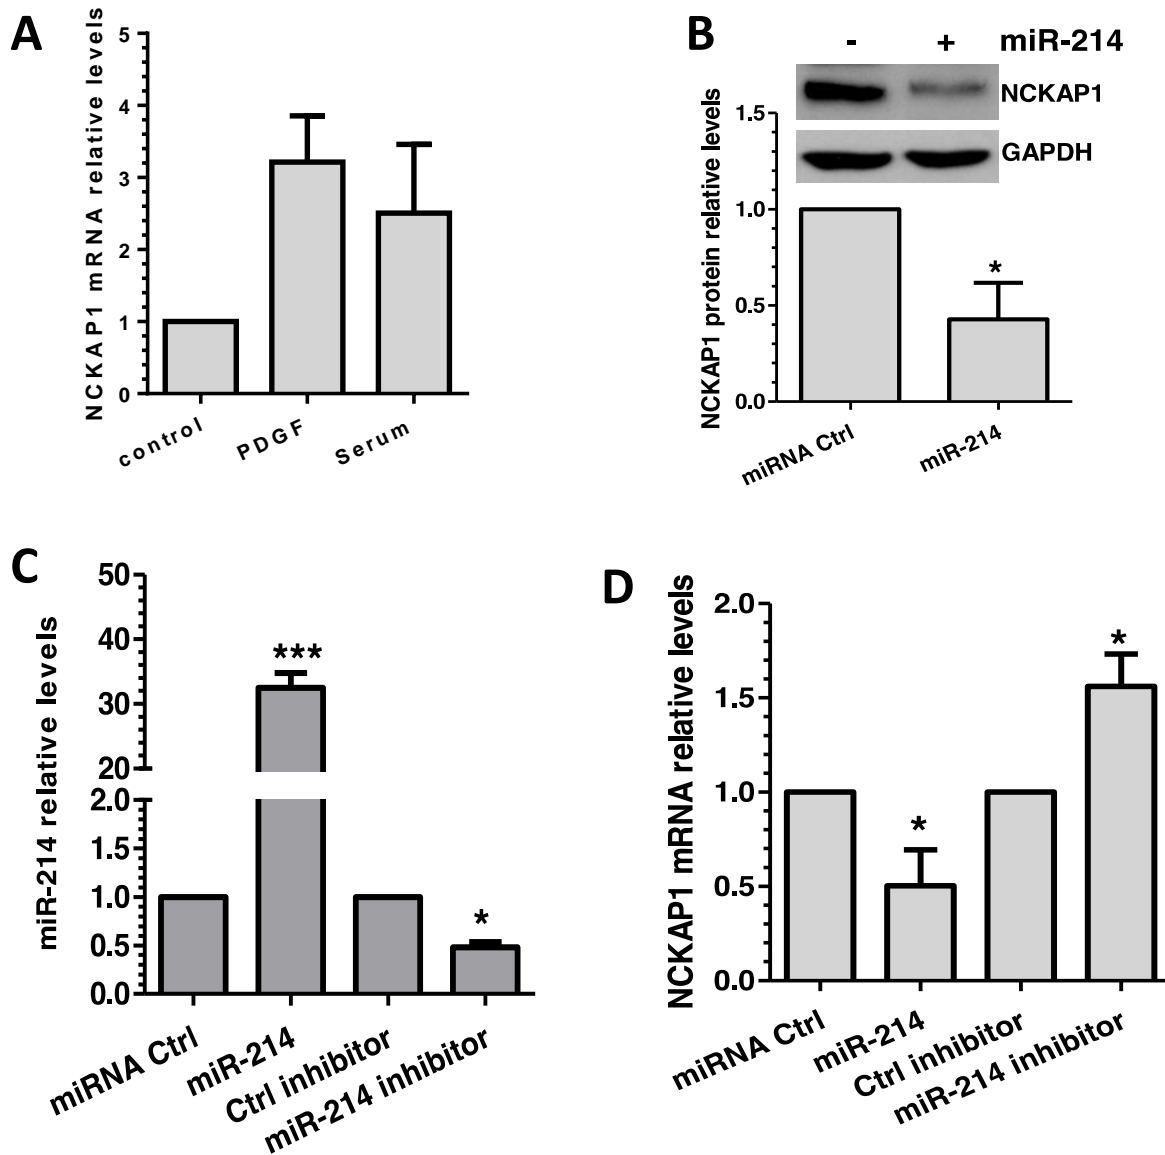 A
NCKAP1 mRNA relative levels
5
4
3
2
1
0
control
PDGF
Serum
B
- + miR-214
NCKAP1
GAPDH
NCKAP1 protein relative levels
1.5
1.0
0.5
0.0
*
miRNA Ctrl
miR-214
C
miR-214 relative levels
50
40
30
20
2.0
1.5
1.0
0.5
0.0
***
*
miRNA Ctrl
miR-214
Ctrl inhibitor
miR-214 inhibitor
D
NCKAP1 mRNA relative levels
2.0
1.5
1.0
0.5
0.0
*
*
miRNA Ctrl
miR-214
Ctrl inhibitor
miR-214 inhibitor